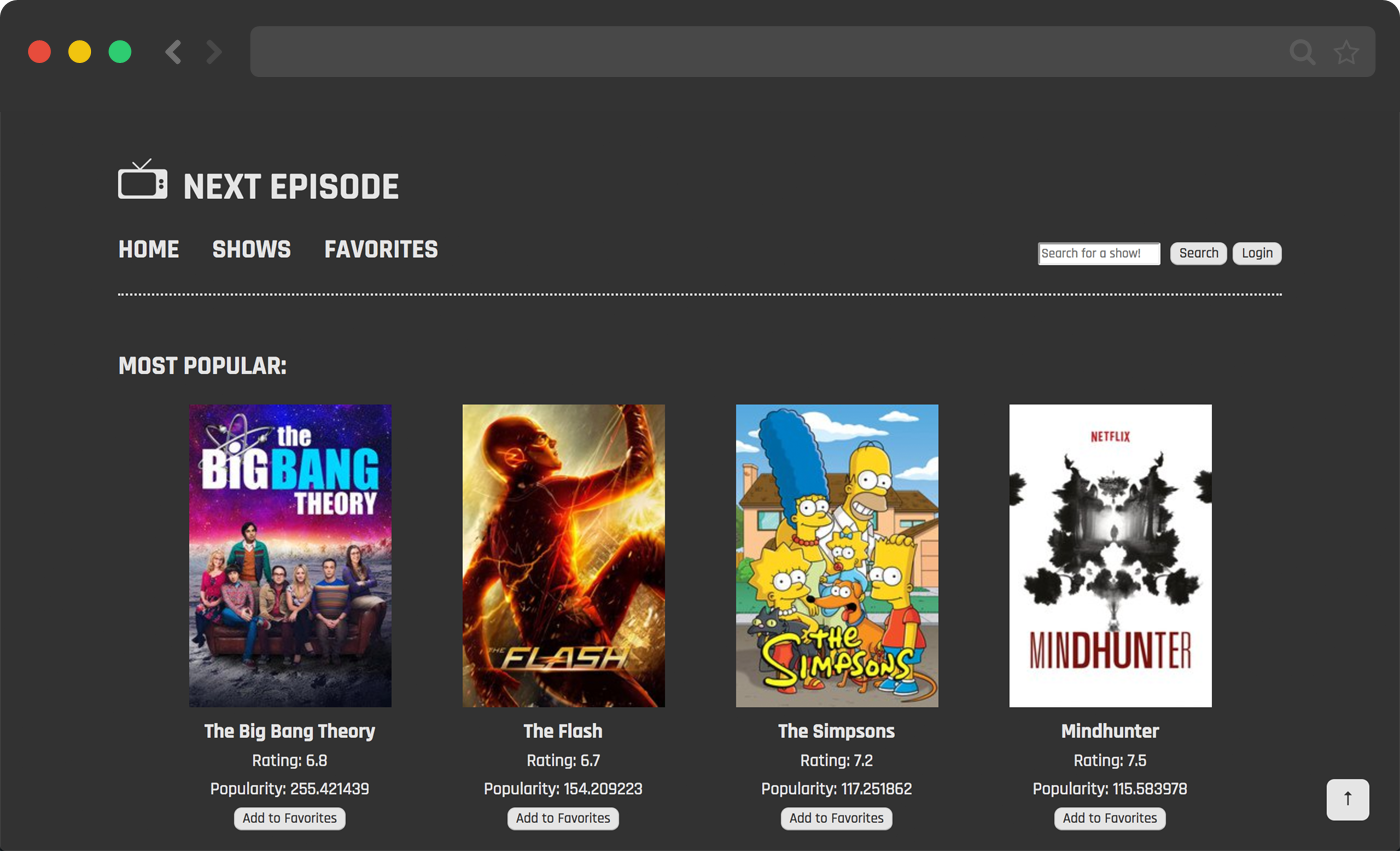 NEXT EPISODE
HOME SHOWS FAVORITES
Search for a show! Search Login
MOST POPULAR:
the
BIG BANG
THEORY
THE FLASH
THE
SIMPSONS
NETFLIX
MINDHUNTER
The Big Bang Theory The Flash The Simpsons Mindhunter
Rating: 6.8 Rating: 6.7 Rating: 7.2 Rating: 7.5
Popularity: 255.421439 Popularity: 154.209223 Popularity: 117.251862 Popularity: 115.583978
Add to Favorites Add to Favorites Add to Favorites Add to Favorites
↑